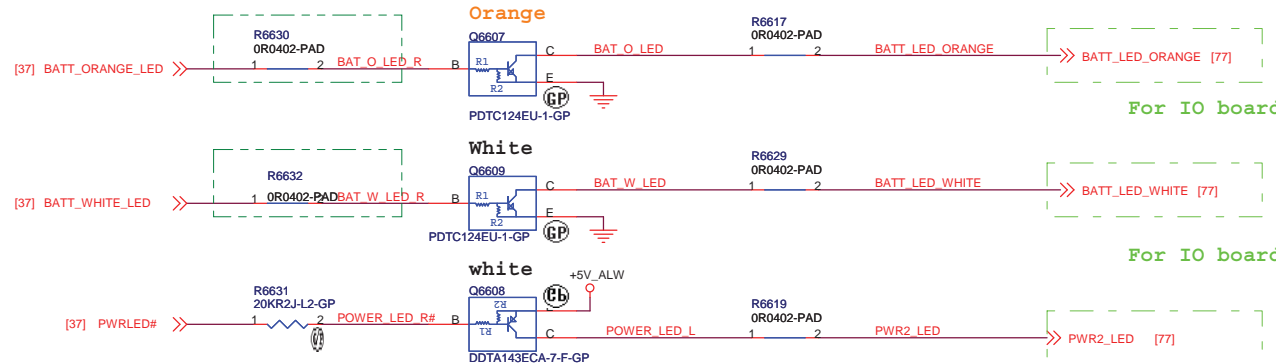 Orange
R6630
0R0402-PAD
Q6607
R6617
0R0402-PAD
[37] BATT_ORANGE_LED
1 2
BAT_O_LED_R
B
R1
R2
C
E
BAT_O_LED
1 2
BATT_LED_ORANGE
BATT_LED_ORANGE [77]
GP
PDTC124EU-1-GP
For IO board
White
R6632
0R0402-PAD
Q6609
R6629
0R0402-PAD
[37] BATT_WHITE_LED
1 2
BAT_W_LED_R
B
R1
R2
C
E
BAT_W_LED
1 2
BATT_LED_WHITE
BATT_LED_WHITE [77]
GP
PDTC124EU-1-GP
For IO board
white
+5V_ALW
R6631
20KR2J-L2-GP
Q6608
R6619
0R0402-PAD
[37] PWRLED#
1 2
POWER_LED_R#
B
R2
R1
E
C
POWER_LED_L
1 2
PWR2_LED
PWR2_LED [77]
DDTA143ECA-7-F-GP